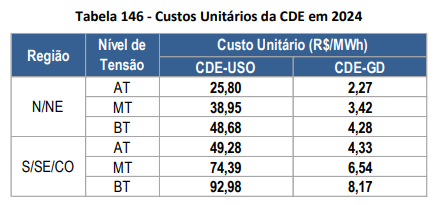 Tabela 146 - Custos Unitários da CDE em 2024
Região Nível de Tensão Custo Unitário (R$/MWh)
CDE-USO CDE-GD
N/NE AT 25,80 2,27
MT 38,95 3,42
BT 48,68 4,28
S/SE/CO AT 49,28 4,33
MT 74,39 6,54
BT 92,98 8,17